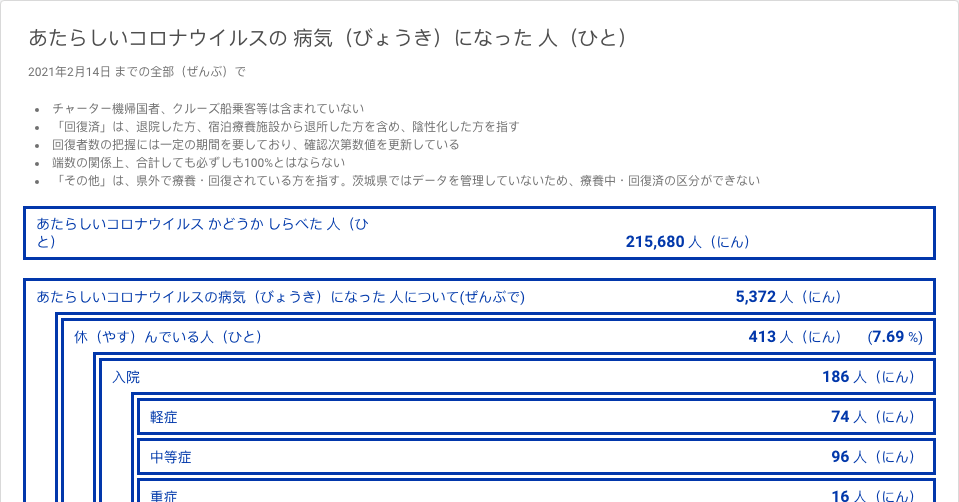 あたらしいコロナウイルスの 病気（びょうき）になった 人（ひと）
2021年2月14日 までの全部（ぜんぶ）で
チャーター機帰国者、クルーズ船乗客等は含まれていない
「回復済」は、退院した方、宿泊療養施設から退所した方を含め、陰性化した方を指す
回復者数の把握には一定の期間を要しており、確認次第数値を更新している
端数の関係上、合計しても必ずしも100%とはならない
「その他」は、県外で療養・回復されている方を指す。茨城県ではデータを管理していないため、療養中・回復済の区分ができない
あたらしいコロナウイルス かどうか しらべた 人（ひ
と） 215,680 人（にん）
あたらしいコロナウイルスの病気（びょうき）になった 人について(ぜんぶで) 5,372 人（にん）
休（やす）んでいる人（ひと） 413 人（にん） (7.69 %)
入院 186 人（にん）
軽症 74 人（にん）
中等症 96 人（にん）
重症 16 人（にん）